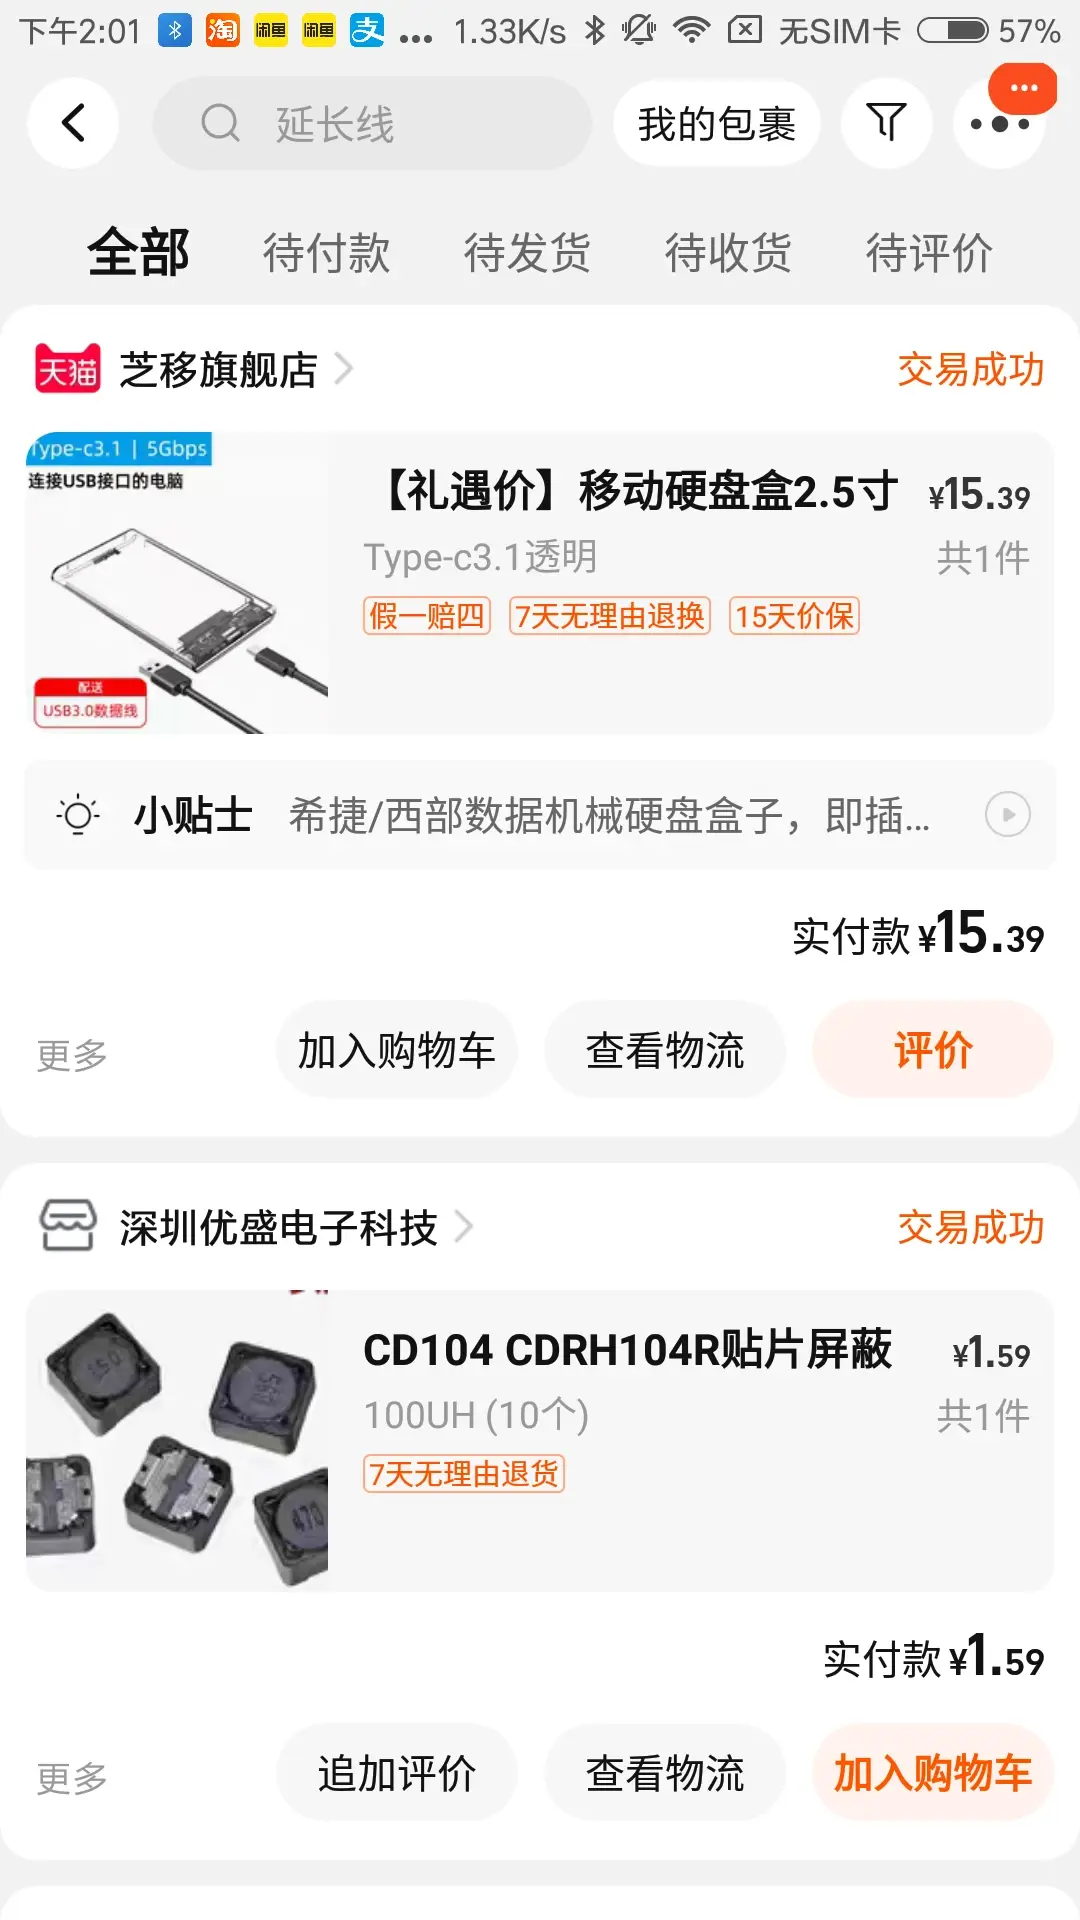 下午2:01 淘 闲鱼 闲鱼 支 ... 1.33K/s 无SIM卡 57%
延长线 我的包裹
全部 待付款 待发货 待收货 待评价
天猫 芝移旗舰店 交易成功
Type-c3.1 | 5Gbps
连接USB接口的电脑
配送
USB3.0数据线
【礼遇价】移动硬盘盒2.5寸 ¥15.39
Type-c3.1透明 共1件
假一赔四 7天无理由退换 15天价保
小贴士 希捷/西部数据机械硬盘盒子，即插...
实付款 ¥15.39
更多 加入购物车 查看物流 评价
深圳优盛电子科技 交易成功
CD104 CDRH104R贴片屏蔽 ¥1.59
100UH (10个) 共1件
7天无理由退货
实付款 ¥1.59
更多 追加评价 查看物流 加入购物车